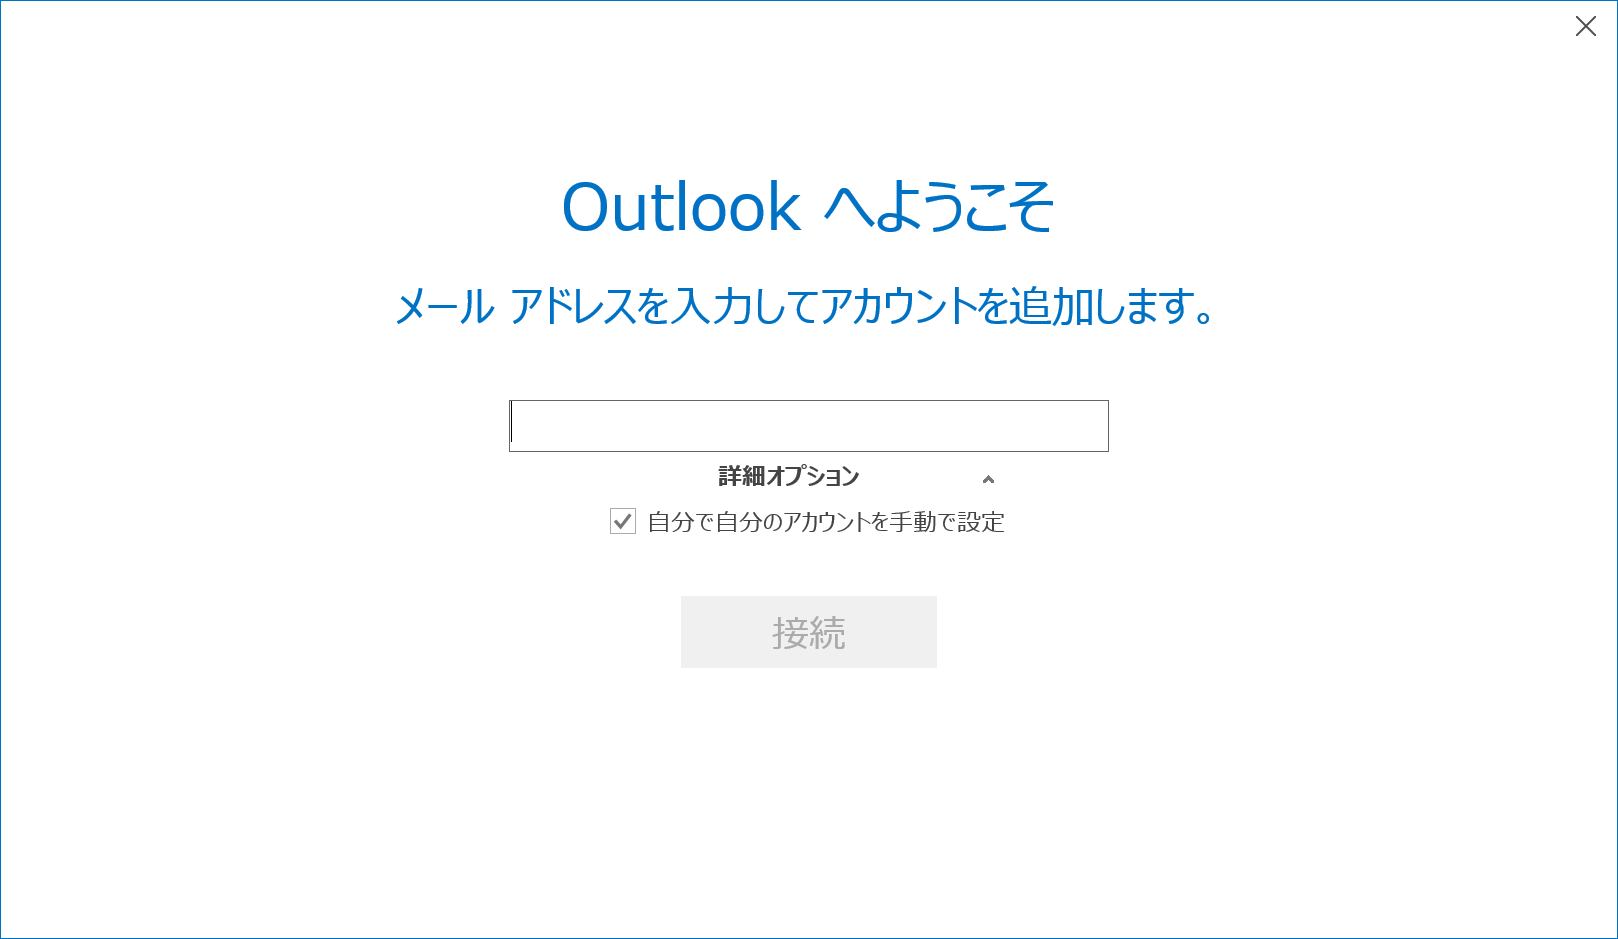 Outlook へようこそ
メール アドレスを入力してアカウントを追加します。
詳細オプション
自分で自分のアカウントを手動で設定
接続